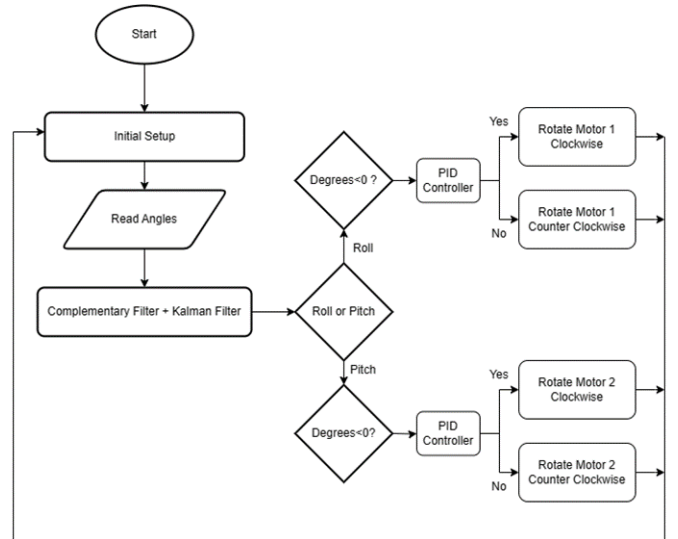 Start
Initial Setup
Read Angles
Complementary Filter + Kalman Filter
Roll or Pitch
Roll
Degrees<0 ?
PID
Controller
Yes
Rotate Motor 1
Clockwise
No
Rotate Motor 1
Counter Clockwise
Pitch
Degrees<0?
PID
Controller
Yes
Rotate Motor 2
Clockwise
No
Rotate Motor 2
Counter Clockwise